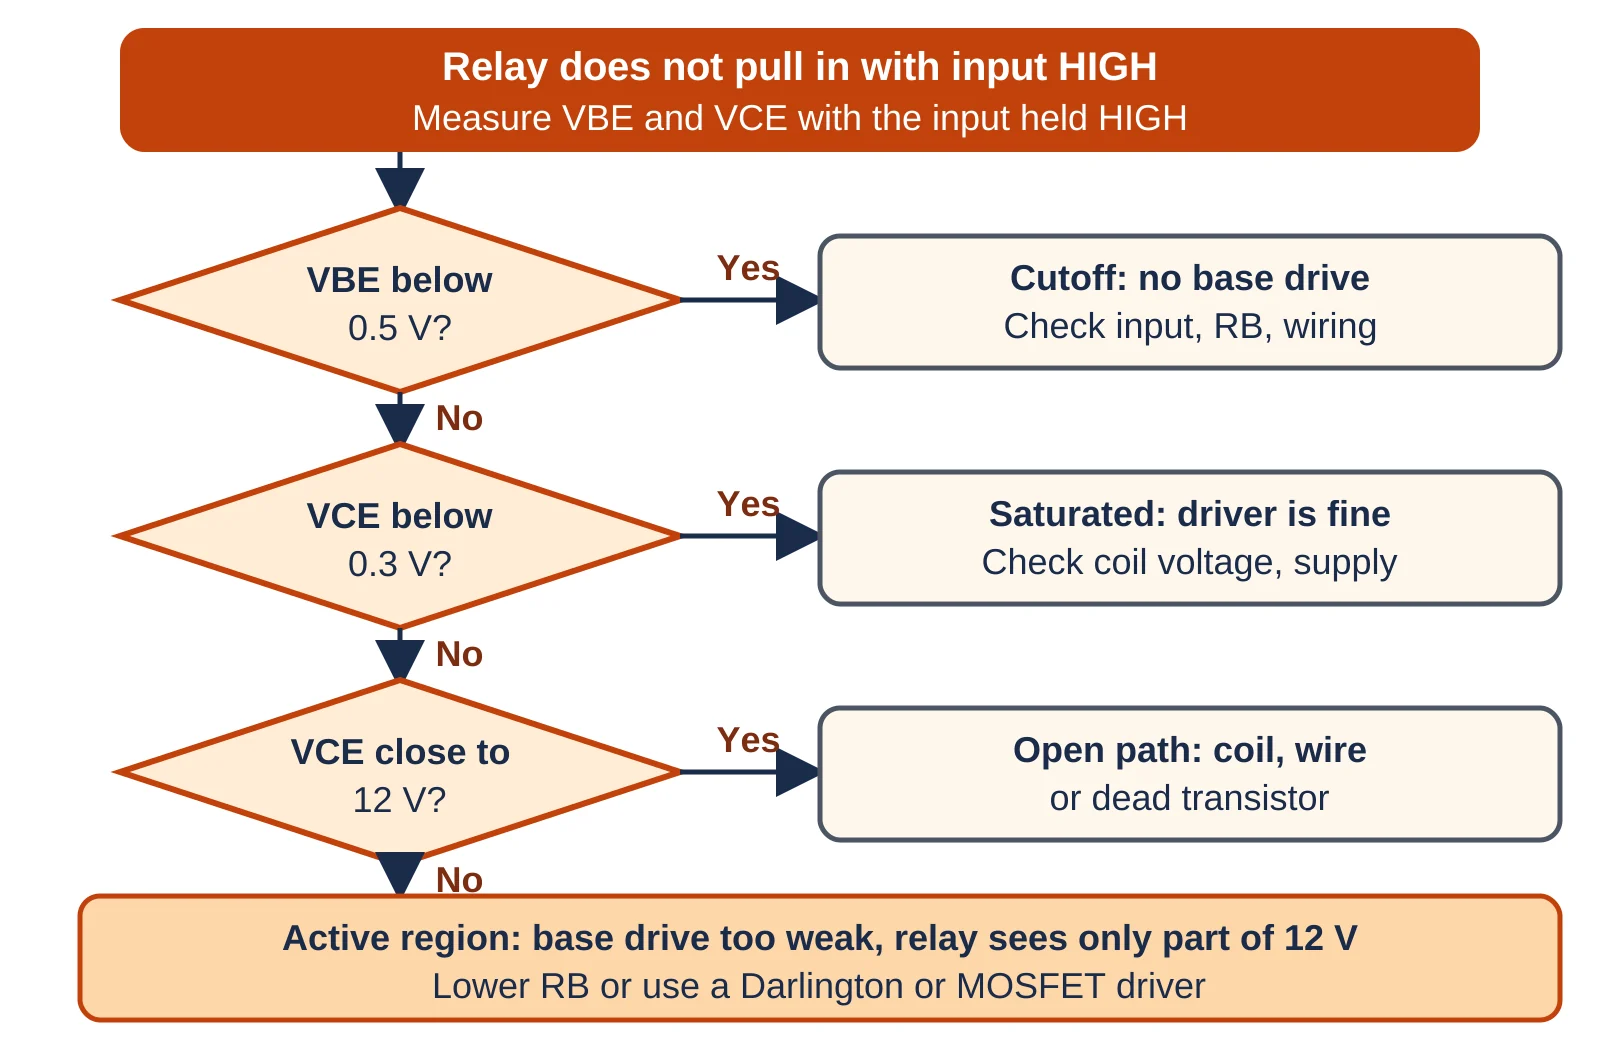 Relay does not pull in with input HIGH
Measure VBE and VCE with the input held HIGH
VBE below
0.5 V?
Yes
Cutoff: no base drive
Check input, RB, wiring
No
VCE below
0.3 V?
Yes
Saturated: driver is fine
Check coil voltage, supply
No
VCE close to
12 V?
Yes
Open path: coil, wire
or dead transistor
No
Active region: base drive too weak, relay sees only part of 12 V
Lower RB or use a Darlington or MOSFET driver